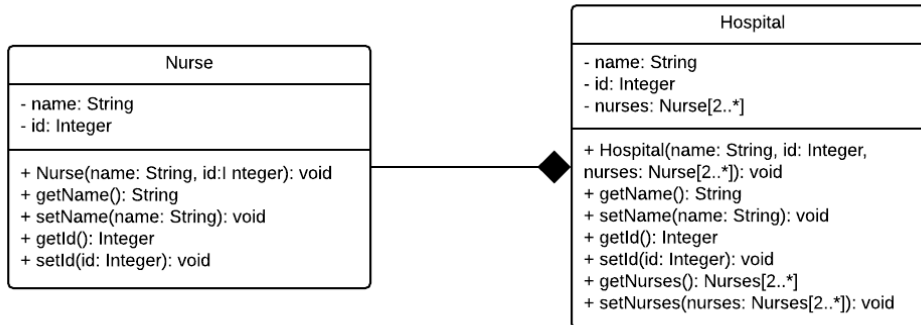 Nurse
- name: String
- id: Integer
+ Nurse(name: String, id:I nteger): void
+ getName(): String
+ setName(name: String): void
+ getId(): Integer
+ setId(id: Integer): void
Hospital
- name: String
- id: Integer
- nurses: Nurse[2..*]
+ Hospital(name: String, id: Integer,
nurses: Nurse[2..*]): void
+ getName(): String
+ setName(name: String): void
+ getId(): Integer
+ setId(id: Integer): void
+ getNurses(): Nurses[2..*]
+ setNurses(nurses: Nurses[2..*]): void